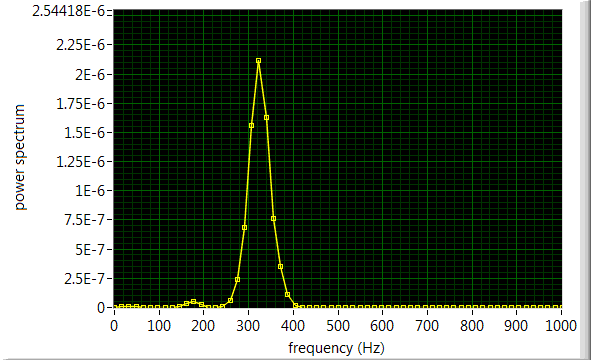 2.54418E-6
2.25E-6
2E-6
1.75E-6
1.5E-6
1.25E-6
1E-6
7.5E-7
5E-7
2.5E-7
0
power spectrum
0 100 200 300 400 500 600 700 800 900 1000
frequency (Hz)